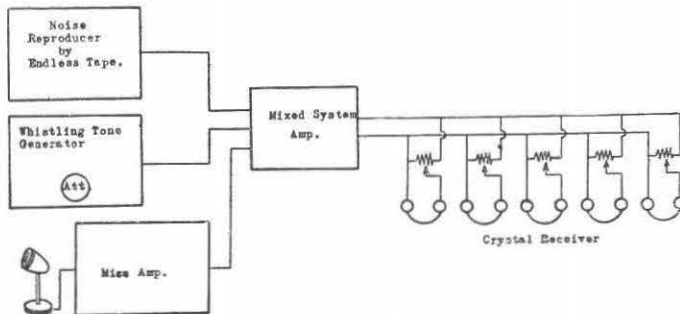 Noise
Reproducer
by
Endless Tape.
Whistling Tone
Generator
Att
Mixed System
Amp.
Mike Amp.
Crystal Receiver